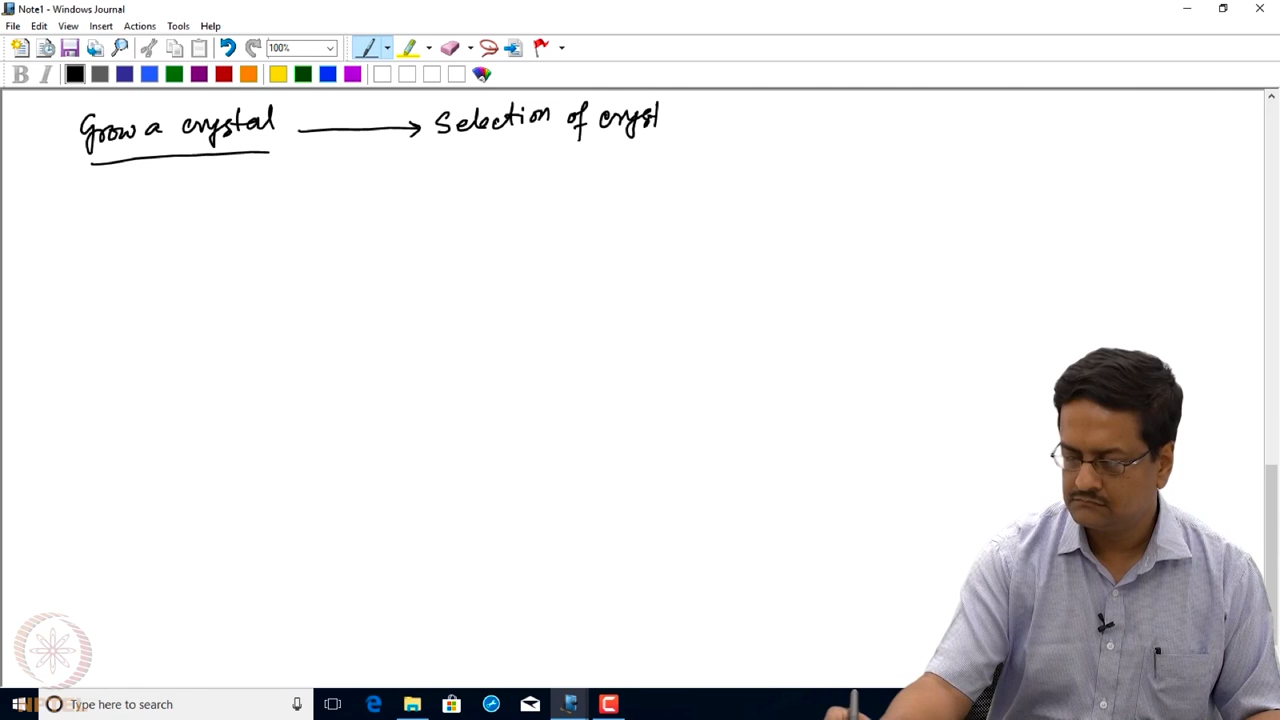 Note1 - Windows Journal
File Edit View Insert Actions Tools Help
100%
B I
Grow a crystal → Selection of cryst
Type here to search